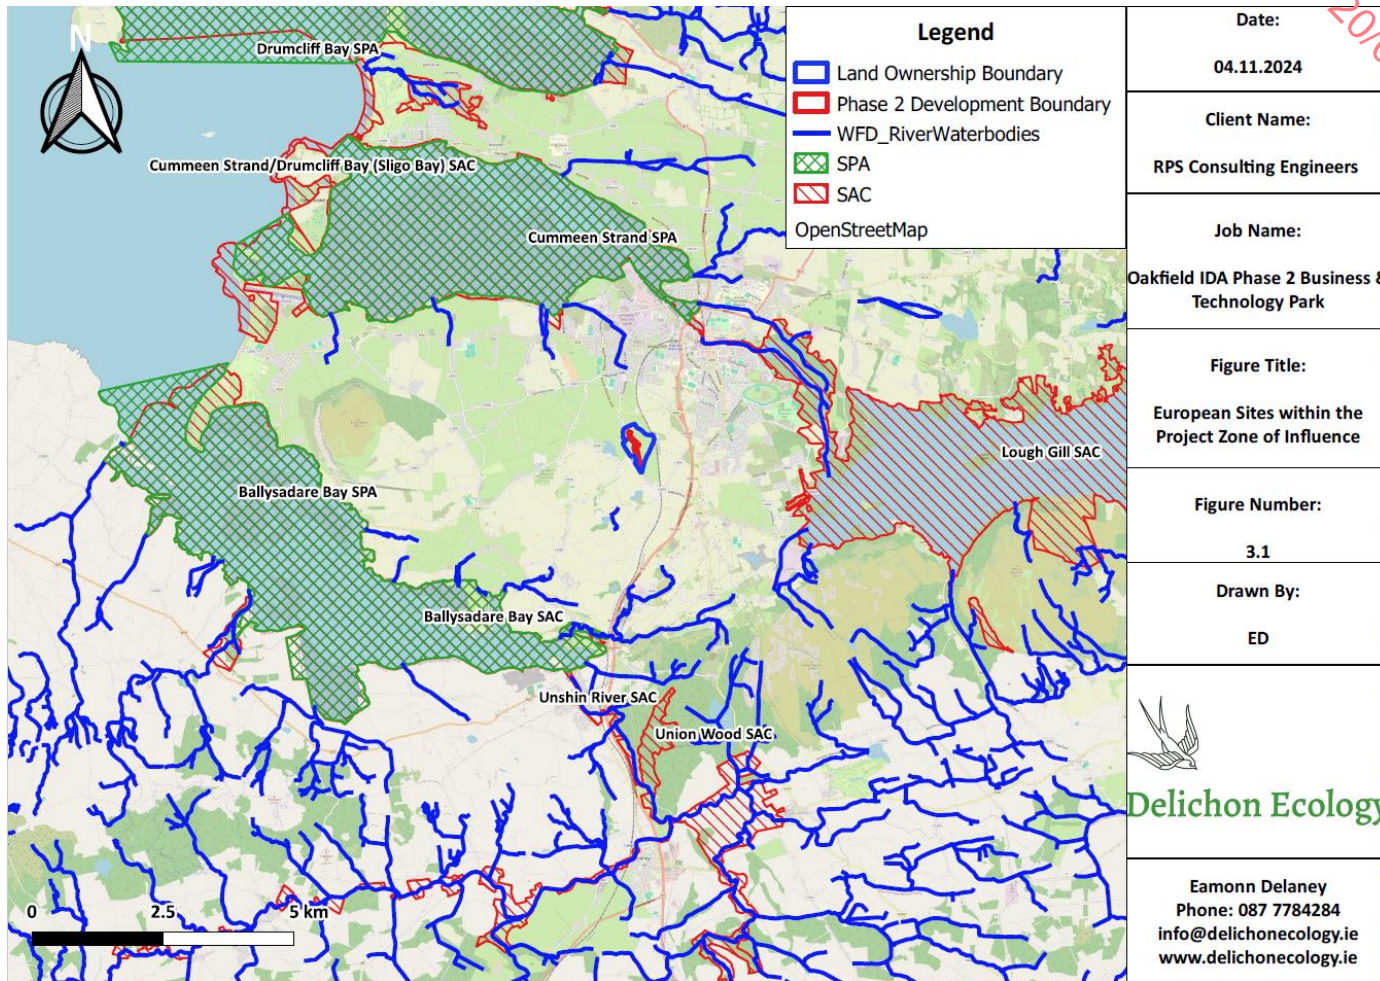 N
Drumcliff Bay SPA
Cummeen Strand/Drumcliff Bay (Sligo Bay) SAC
Cummeen Strand SPA
Lough Gill SAC
Ballysadare Bay SPA
Ballysadare Bay SAC
Unshin River SAC
Union Wood SAC
0 2.5 5 km
Legend
Land Ownership Boundary
Phase 2 Development Boundary
WFD_RiverWaterbodies
SPA
SAC
OpenStreetMap
Date:
04.11.2024
Client Name:
RPS Consulting Engineers
Job Name:
Oakfield IDA Phase 2 Business &
Technology Park
Figure Title:
European Sites within the
Project Zone of Influence
Figure Number:
3.1
Drawn By:
ED
Delichon Ecology
Eamonn Delaney
Phone: 087 7784284
info@delichonecology.ie
www.delichonecology.ie